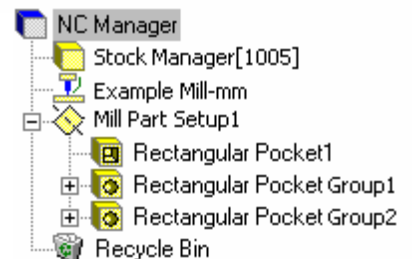 NC Manager
Stock Manager[1005]
Example Mill-mm
Mill Part Setup1
Rectangular Pocket1
Rectangular Pocket Group1
Rectangular Pocket Group2
Recycle Bin